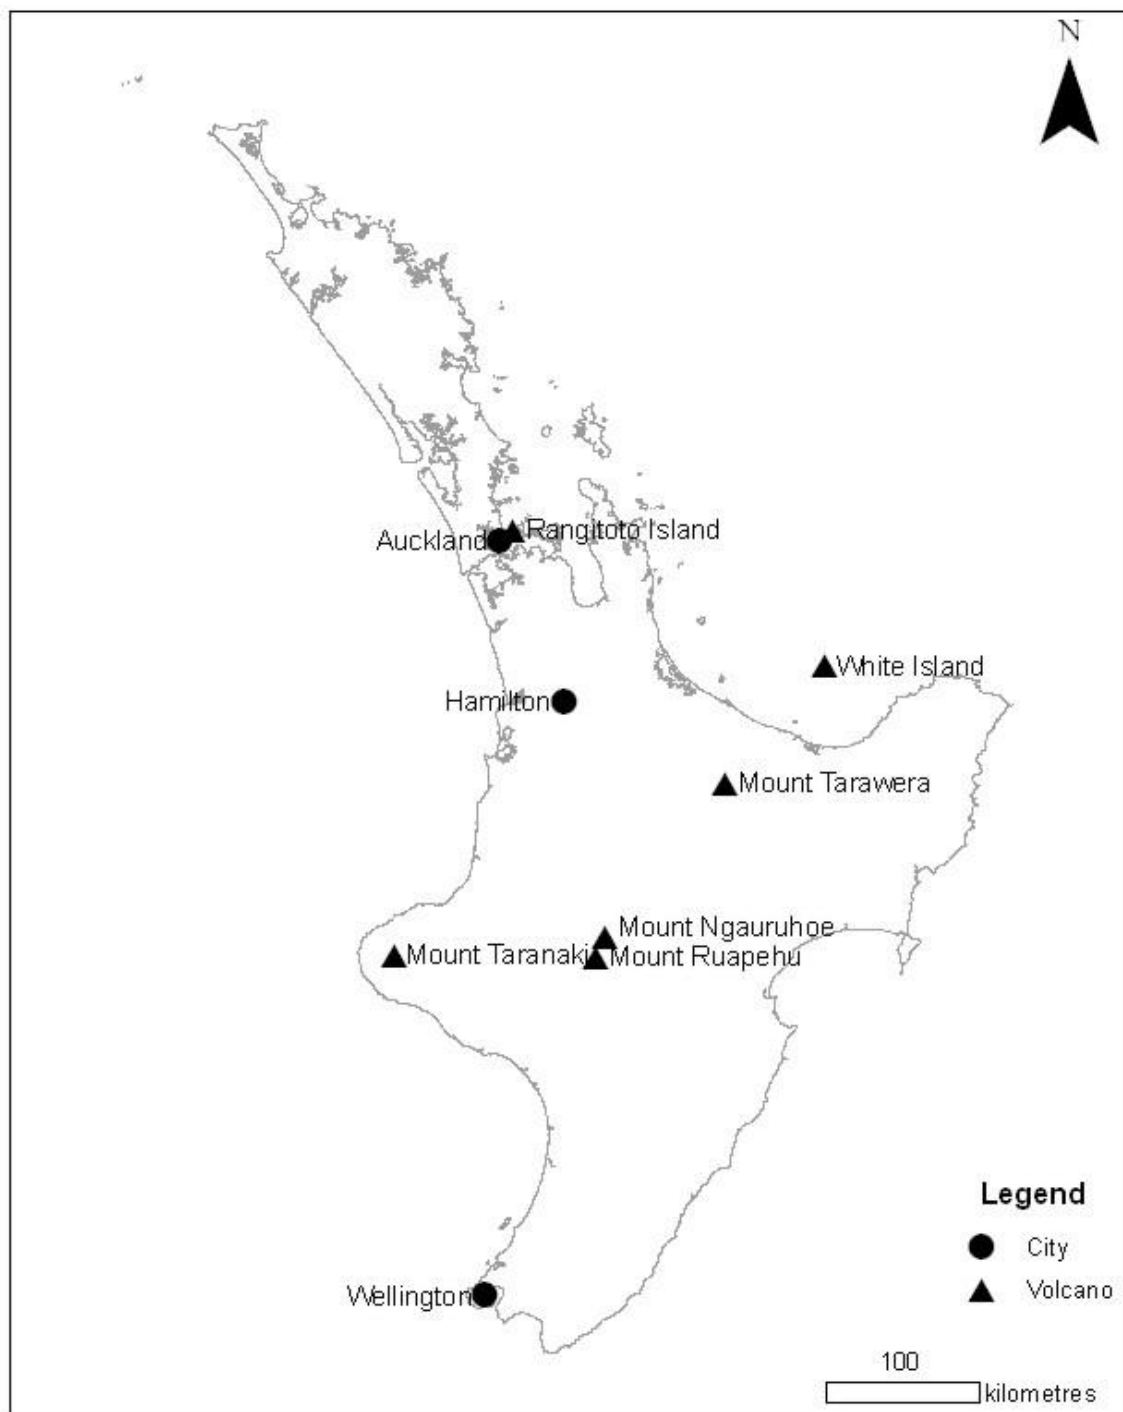 N
Rangitoto Island
Auckland
White Island
Hamilton
Mount Tarawera
Mount Ngauruhoe
Mount Taranaki
Mount Ruapehu
Legend
City
Volcano
Wellington
100
kilometres